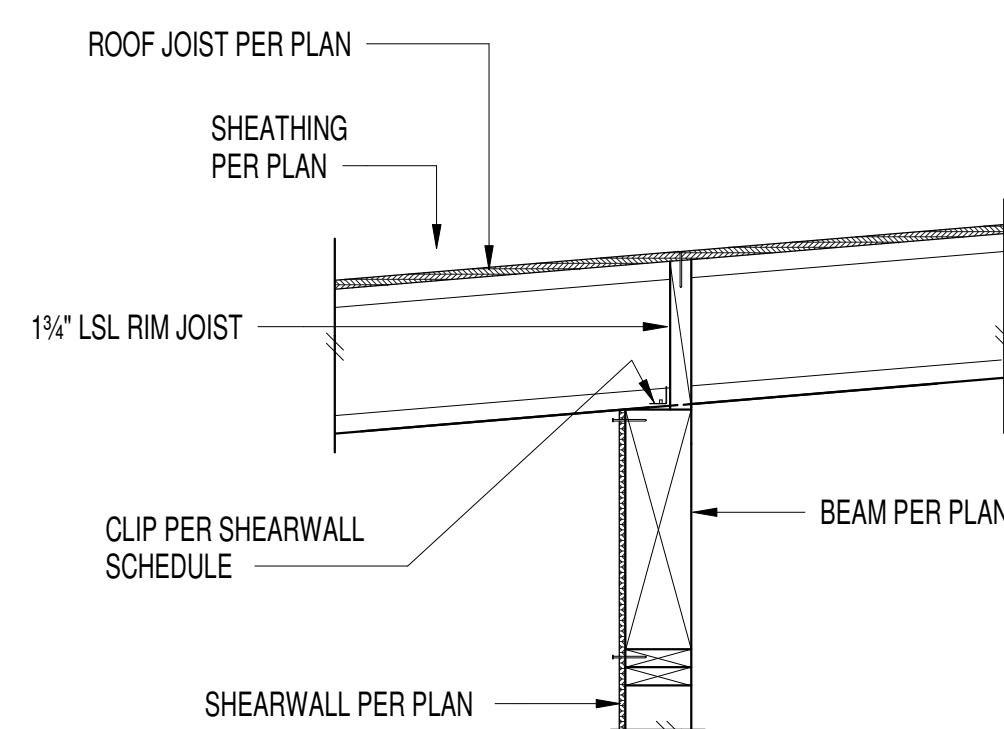 ROOF JOIST PER PLAN
SHEATHING
PER PLAN
1¾" LSL RIM JOIST
CLIP PER SHEARWALL
SCHEDULE
BEAM PER PLAN
SHEARWALL PER PLAN